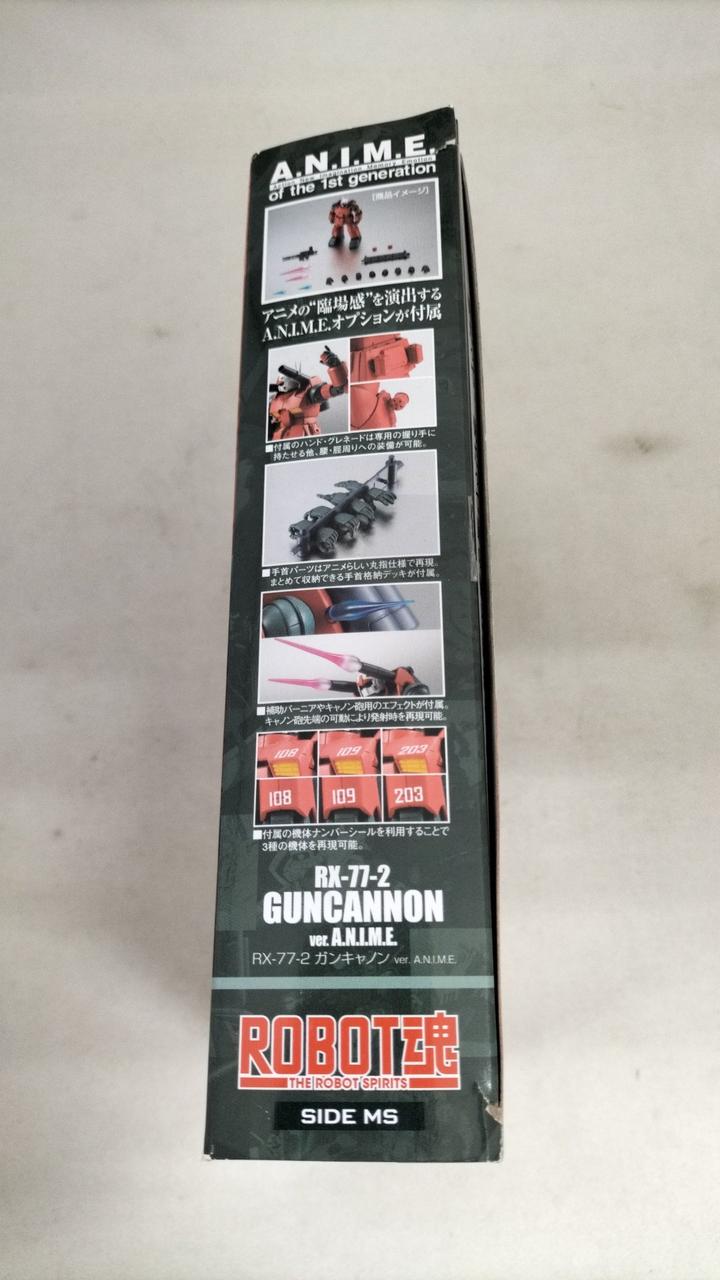 A.N.I.M.E.
Action New imagination Memory Emotion
of the 1st generation
[商品イメージ]
アニメの“臨場感”を演出する
A.N.I.M.E.オプションが付属
■付属のハンド・グレネードは専用の握り手に
持たせる他、腰・脛周りへの装備が可能。
■手首パーツはアニメらしい丸指仕様で再現。
まとめて収納できる手首格納デッキが付属。
■補助バーニアやキャノン砲用のエフェクトが付属。
キャノン砲先端の可動により発射時を再現可能。
108 109 203
108 109 203
■付属の機体ナンバーシールを利用することで
3種の機体を再現可能。
RX-77-2
GUNCANNON
ver. A.N.I.M.E.
RX-77-2 ガンキャノン ver. A.N.I.M.E.
ROBOT魂
THE ROBOT SPIRITS
SIDE MS